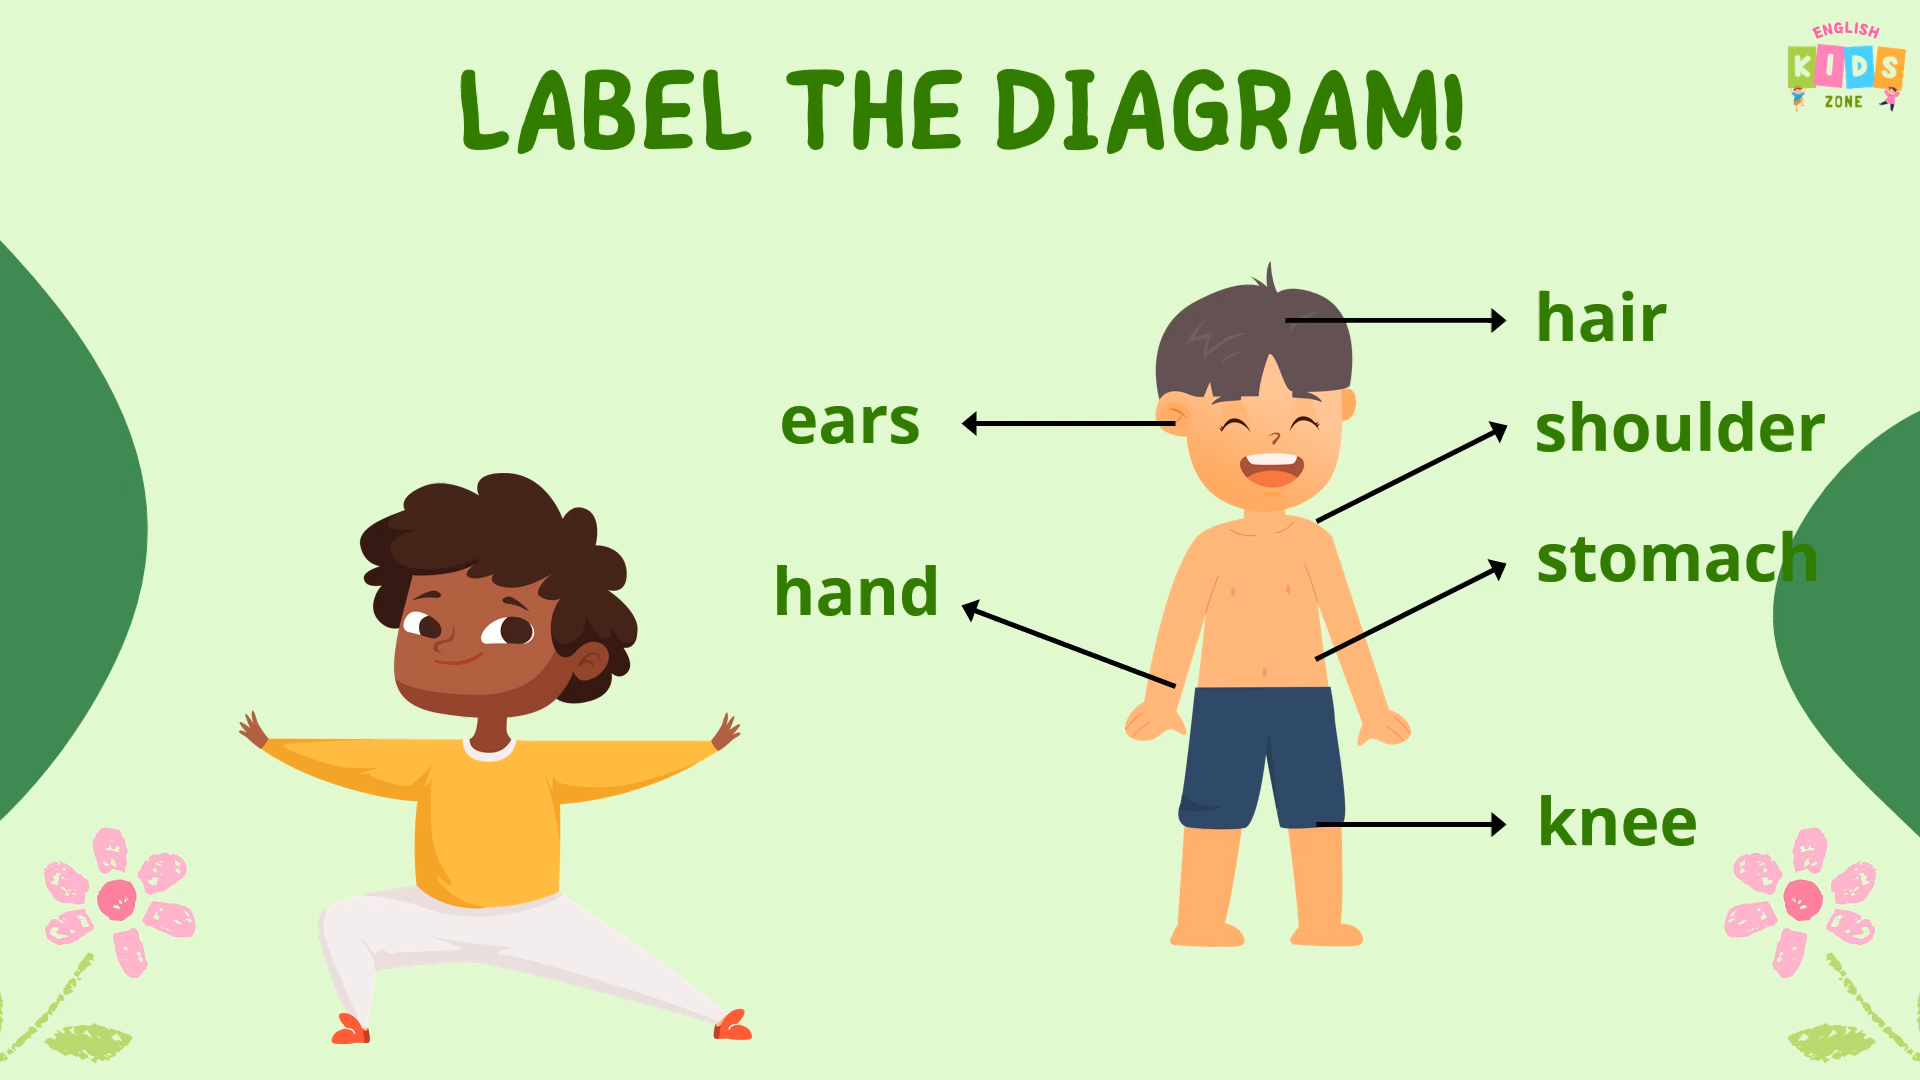 ENGLISH
KIDS
ZONE
LABEL THE DIAGRAM!
hair
ears
shoulder
stomach
hand
knee